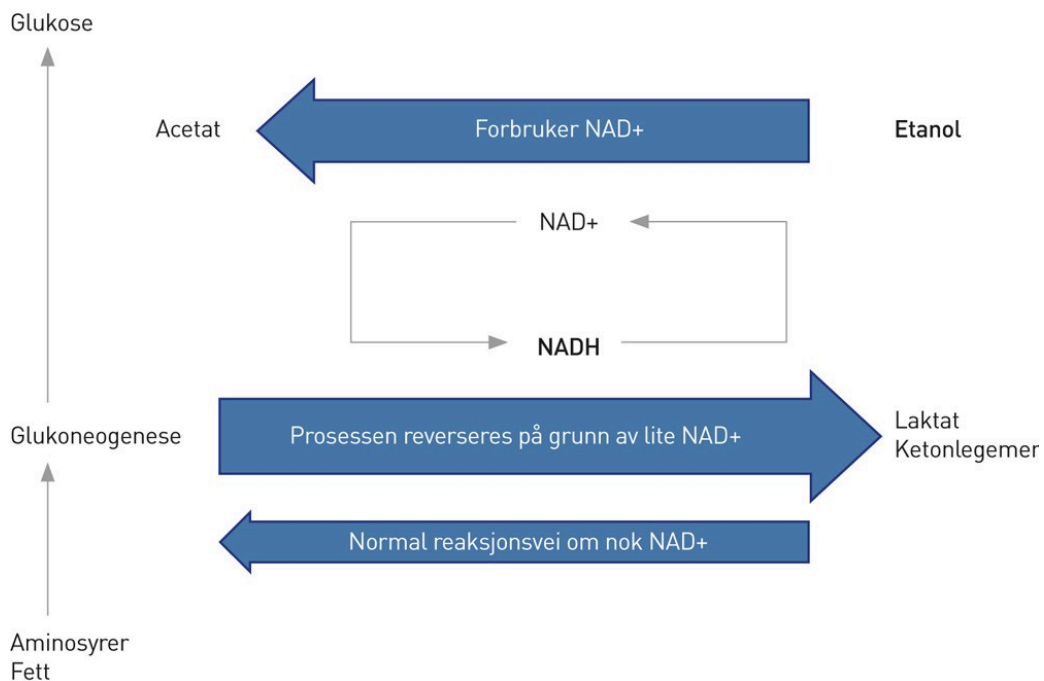 Glukose
Acetat
Forbruker NAD+
Etanol
NAD+
NADH
Glukoneogenese
Prosessen reverseres på grunn av lite NAD+
Laktat
Ketonlegemer
Normal reaksjonsvei om nok NAD+
Aminosyrer
Fett